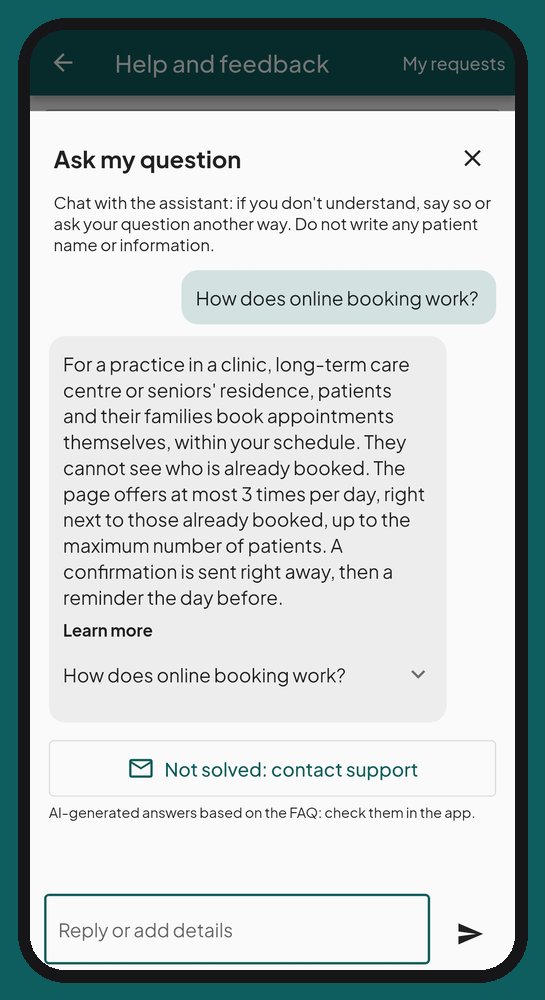 Help and feedback
My requests
Ask my question
Chat with the assistant: if you don't understand, say so or
ask your question another way. Do not write any patient
name or information.
How does online booking work?
For a practice in a clinic, long-term care
centre or seniors' residence, patients
and their families book appointments
themselves, within your schedule. They
cannot see who is already booked. The
page offers at most 3 times per day, right
next to those already booked, up to the
maximum number of patients. A
confirmation is sent right away, then a
reminder the day before.
Learn more
How does online booking work?
Not solved: contact support
AI-generated answers based on the FAQ: check them in the app.
Reply or add details